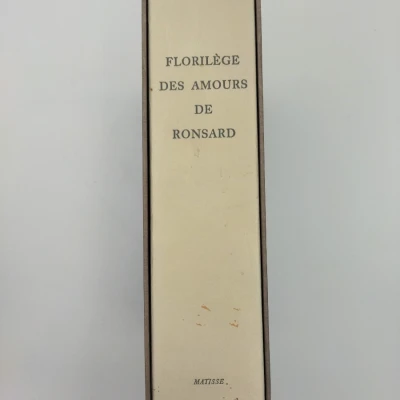 FLORILÈGE
DES AMOURS
DE
RONSARD
MATISSE